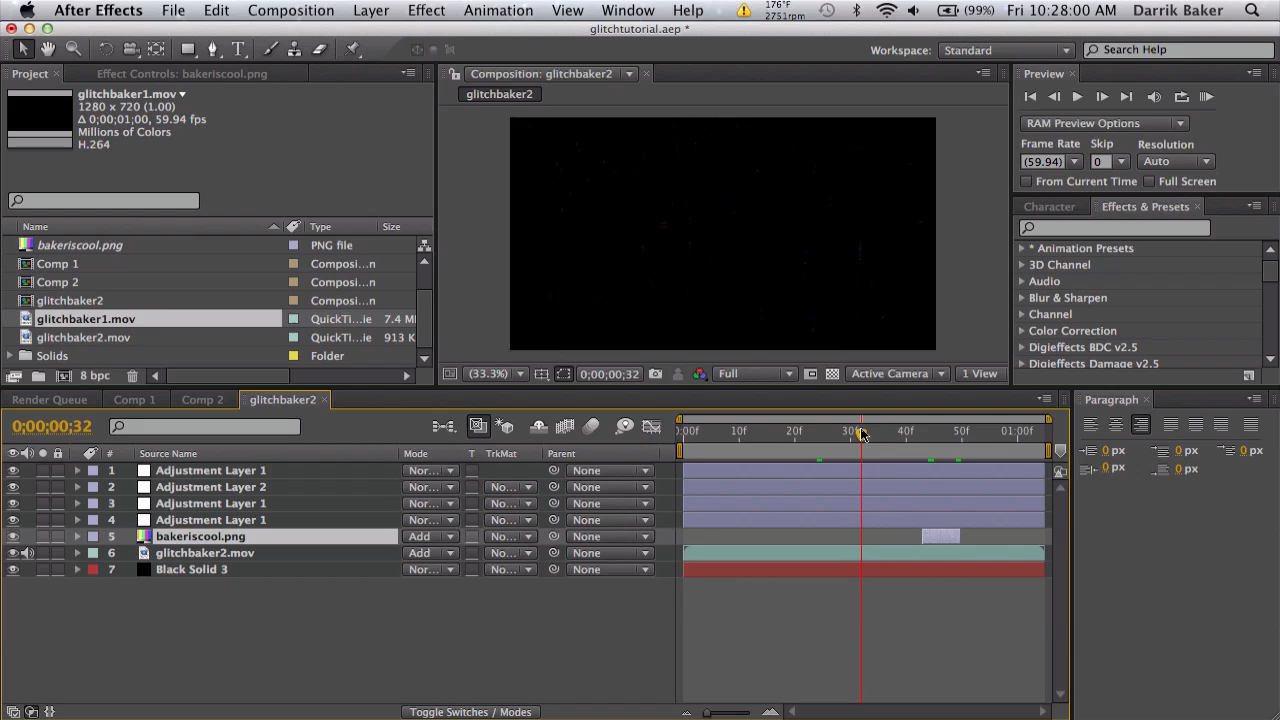 After Effects File Edit Composition Layer Effect Animation View Window Help 176°F 2751rpm (99%) Fri 10:28:00 AM Darrik Baker
glitchtutorial.aep *
Workspace: Standard Search Help
Project Effect Controls: bakeriscool.png
glitchbaker1.mov
1280 x 720 (1.00)
Δ 0;00;01;00, 59.94 fps
Millions of Colors
H.264
Name Type Size
bakeriscool.png PNG file
Comp 1 Composi...n
Comp 2 Composi...n
glitchbaker2 Composi...n
glitchbaker1.mov QuickTi...ie 7.4 M
glitchbaker2.mov QuickTi...ie 913 K
Solids Folder
8 bpc
Composition: glitchbaker2
glitchbaker2
(33.3%) 0;00;00;32 Full Active Camera 1 View
Preview
RAM Preview Options
Frame Rate Skip Resolution
(59.94) 0 Auto
From Current Time Full Screen
Character Effects & Presets
* Animation Presets
3D Channel
Audio
Blur & Sharpen
Channel
Color Correction
Digieffects BDC v2.5
Digieffects Damage v2.5
Render Queue Comp 1 Comp 2 glitchbaker2
0;00;00;32
:00f 10f 20f 30f 40f 50f 01:00f
# Source Name Mode T TrkMat Parent
1 Adjustment Layer 1 Nor... None
2 Adjustment Layer 2 Nor... No... None
3 Adjustment Layer 1 Nor... No... None
4 Adjustment Layer 1 Nor... No... None
5 bakeriscool.png Add No... None
6 glitchbaker2.mov Add No... None
7 Black Solid 3 Nor... No... None
Toggle Switches / Modes
Paragraph
0 px 0 px 0 px
0 px 0 px